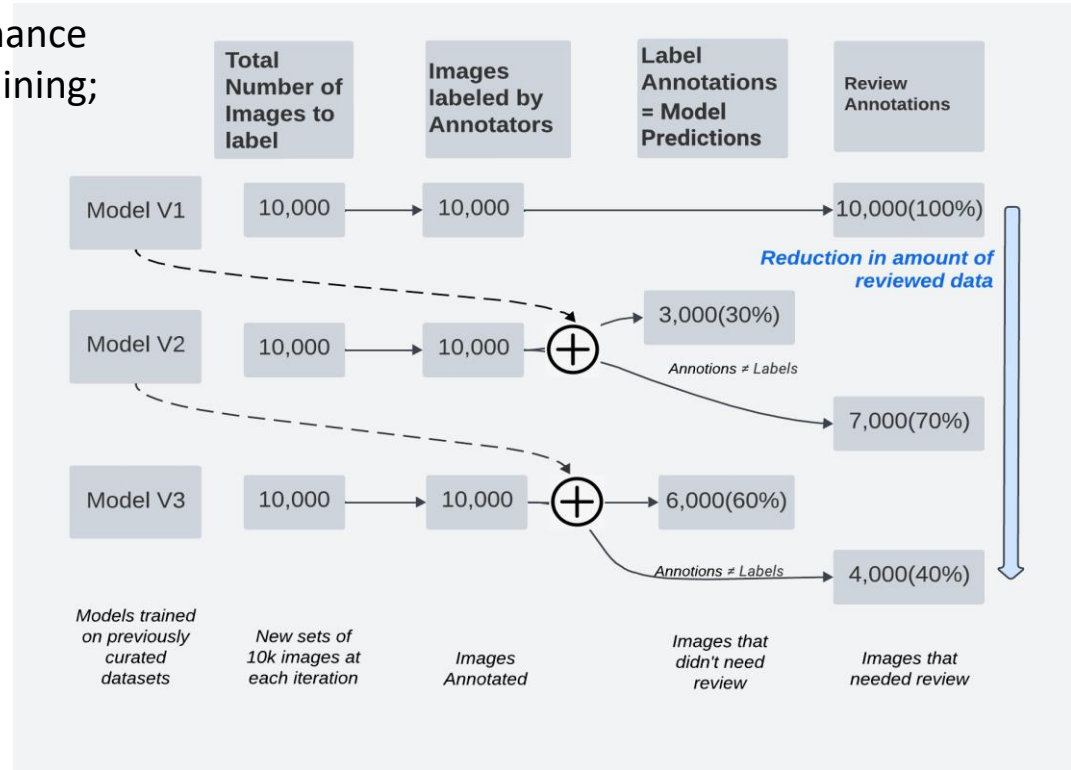 nance
ining;
Total
Number of
Images to
label
Images
labeled by
Annotators
Label
Annotations
= Model
Predictions
Review
Annotations
Model V1
10,000
10,000
10,000(100%)
Reduction in amount of
reviewed data
3,000(30%)
Model V2
10,000
10,000
Annotions ≠ Labels
7,000(70%)
Model V3
10,000
10,000
6,000(60%)
Annotions ≠ Labels
4,000(40%)
Models trained
on previously
curated
datasets
New sets of
10k images at
each iteration
Images
Annotated
Images that
didn't need
review
Images that
needed review